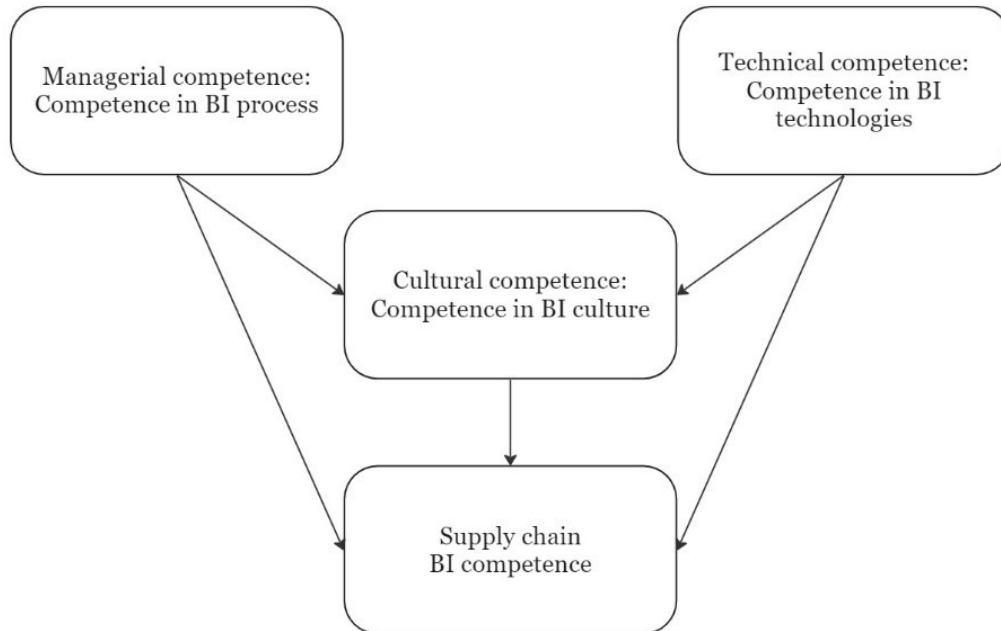 Managerial competence:
Competence in BI process
Technical competence:
Competence in BI
technologies
Cultural competence:
Competence in BI culture
Supply chain
BI competence